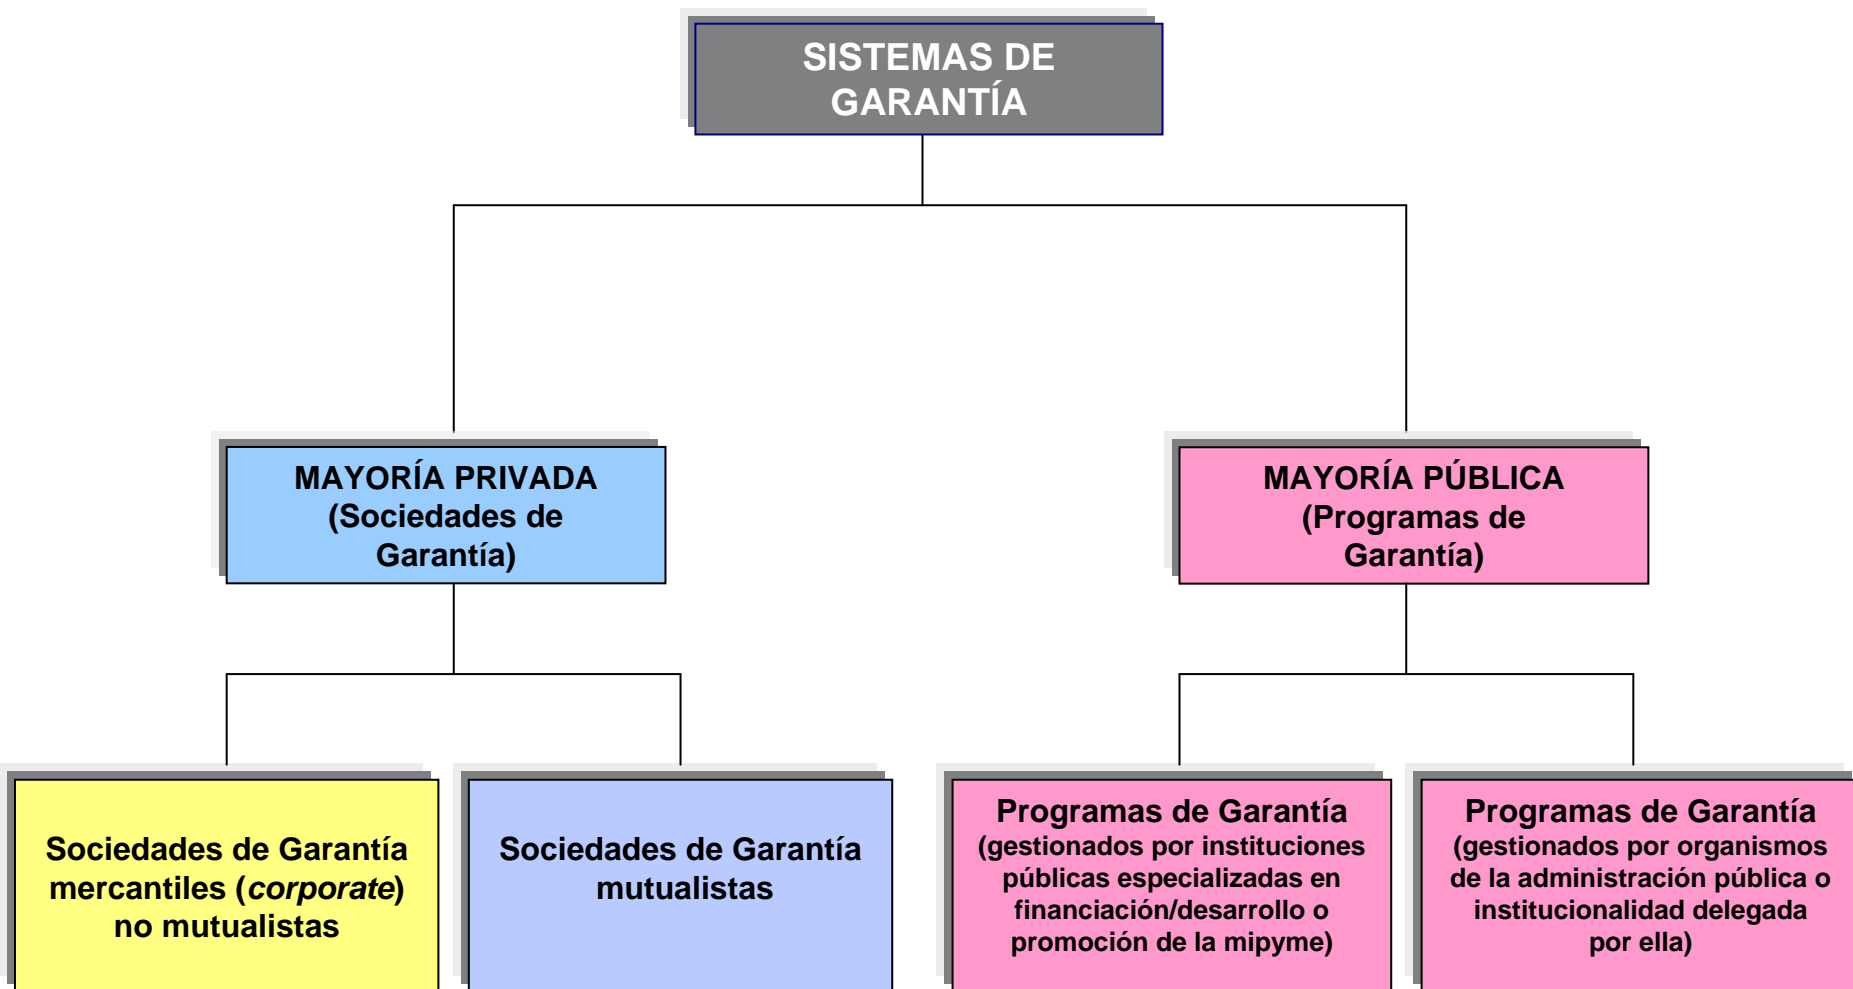 SISTEMAS DE
GARANTÍA
MAYORÍA PRIVADA
(Sociedades de
Garantía)
MAYORÍA PÚBLICA
(Programas de
Garantía)
Sociedades de Garantía
mercantiles (corporate)
no mutualistas
Sociedades de Garantía
mutualistas
Programas de Garantía
(gestionados por instituciones
públicas especializadas en
financiación/desarrollo o
promoción de la mipyme)
Programas de Garantía
(gestionados por organismos
de la administración pública o
institucionalidad delegada
por ella)